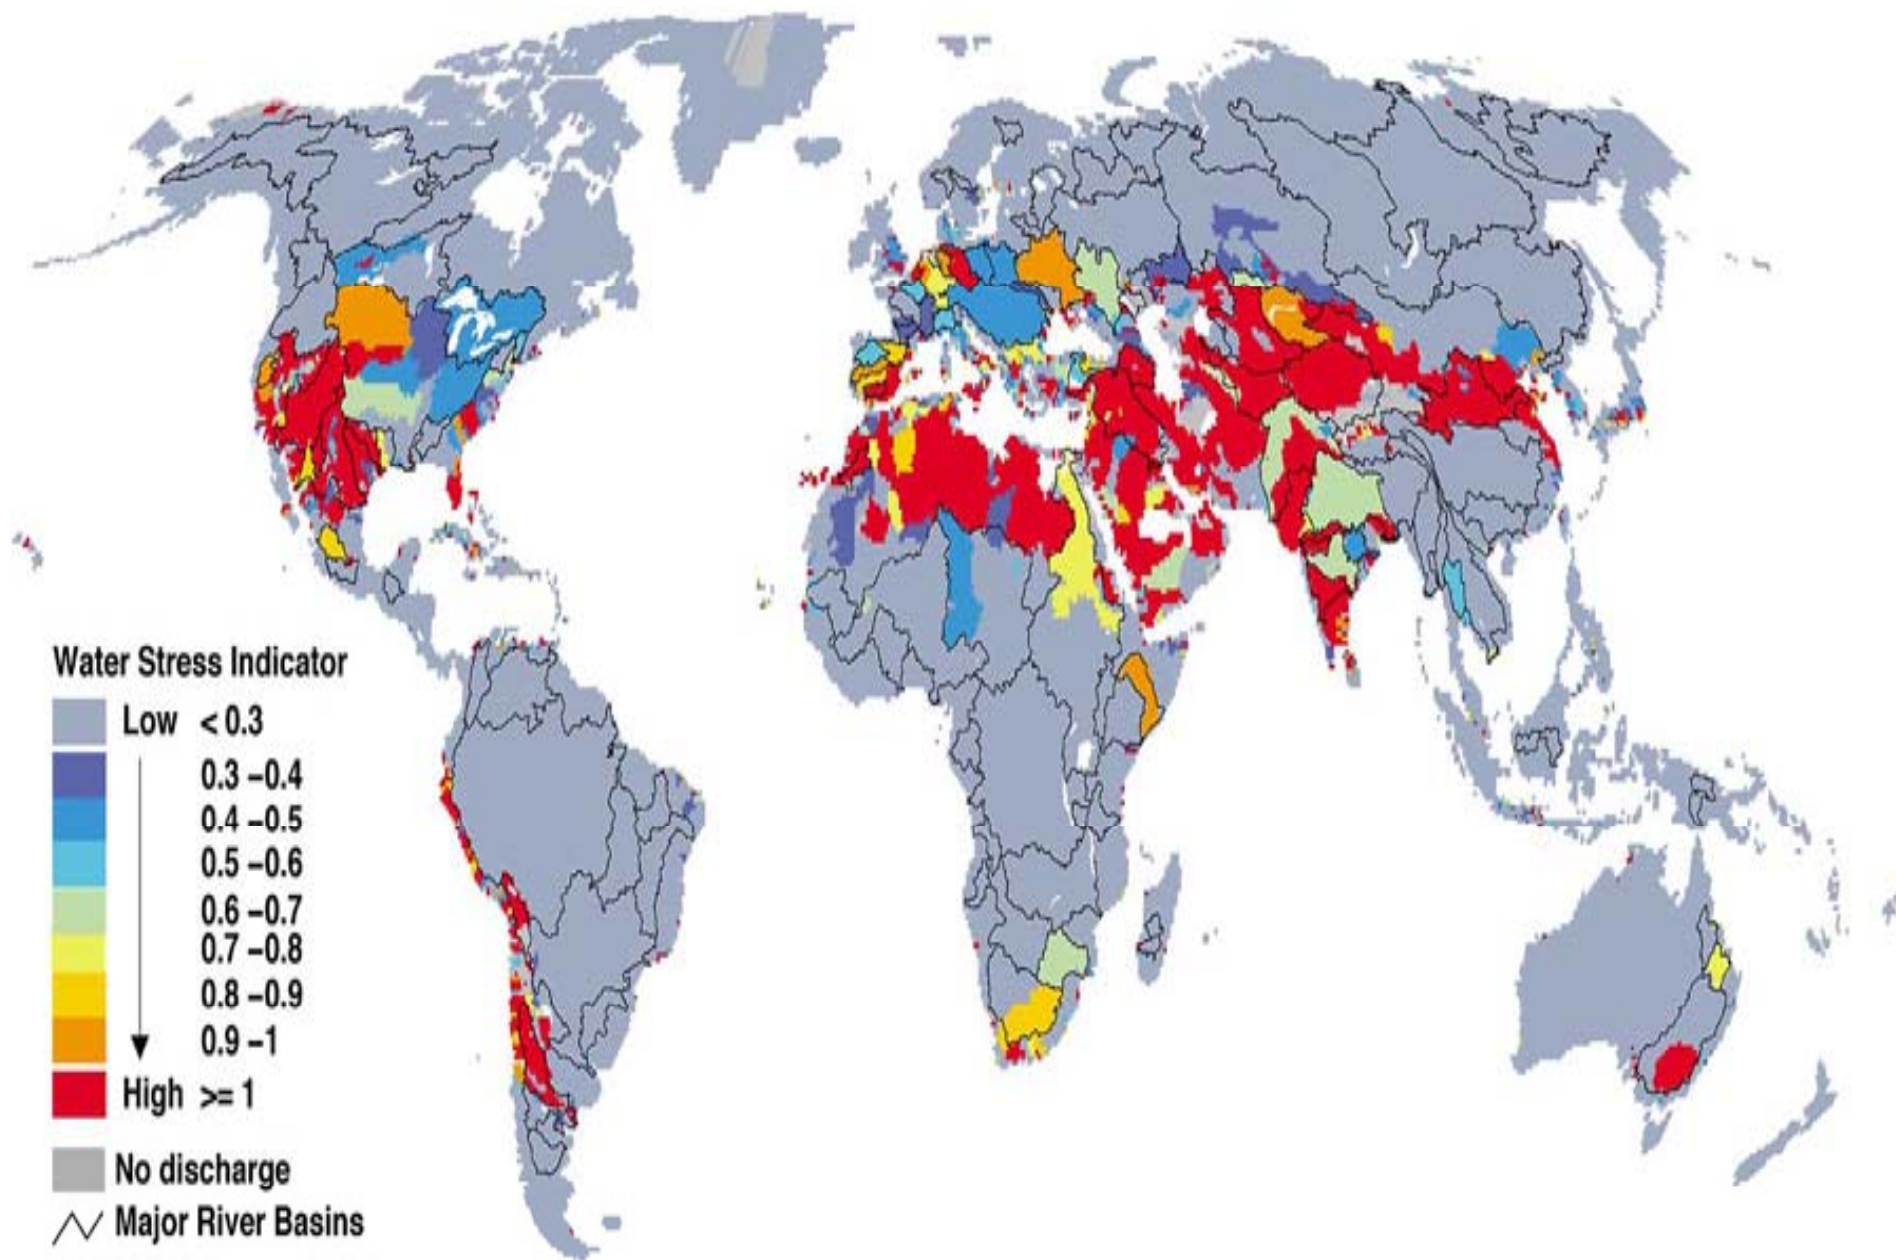 Water Stress Indicator
Low < 0.3
0.3 –0.4
0.4 –0.5
0.5 –0.6
0.6 –0.7
0.7 –0.8
0.8 –0.9
0.9 –1
High >= 1
No discharge
Major River Basins